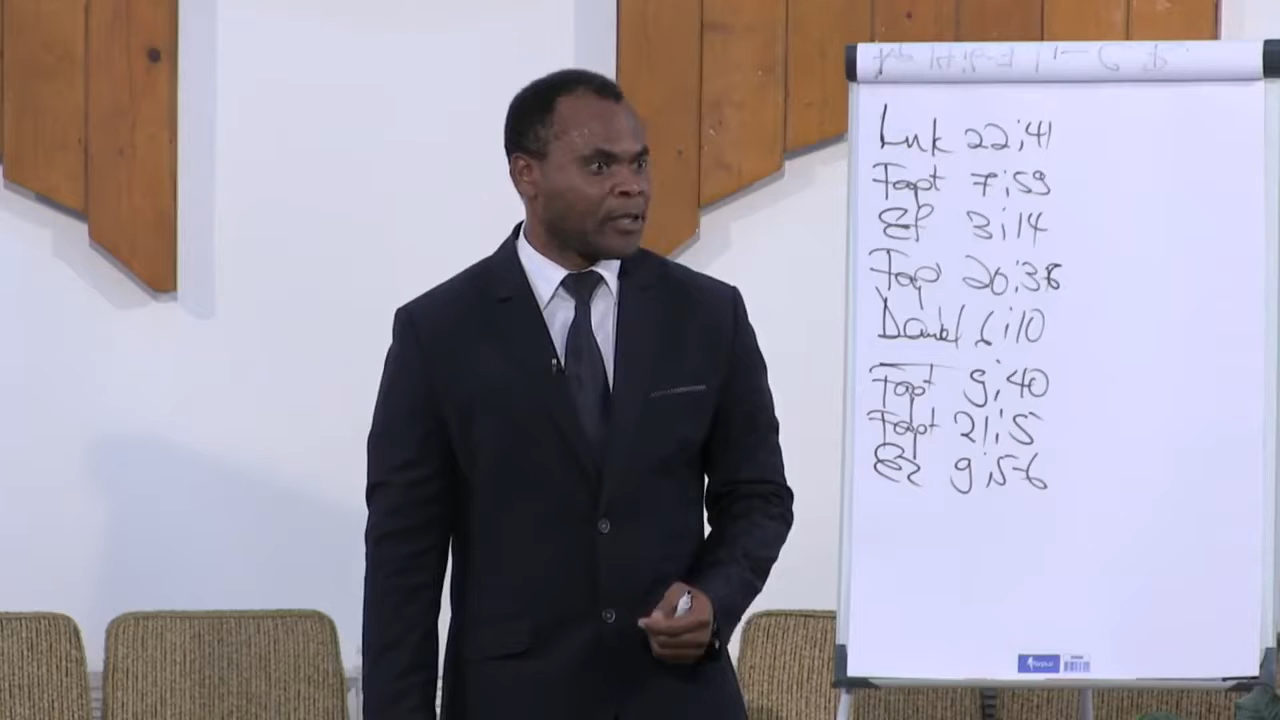 Luk 22;41
Fapt 7;59
Ef 3;14
Fap 20;36
Daniel 6;10
Fapt 9;40
Fapt 21;5
Ez 9;5-6